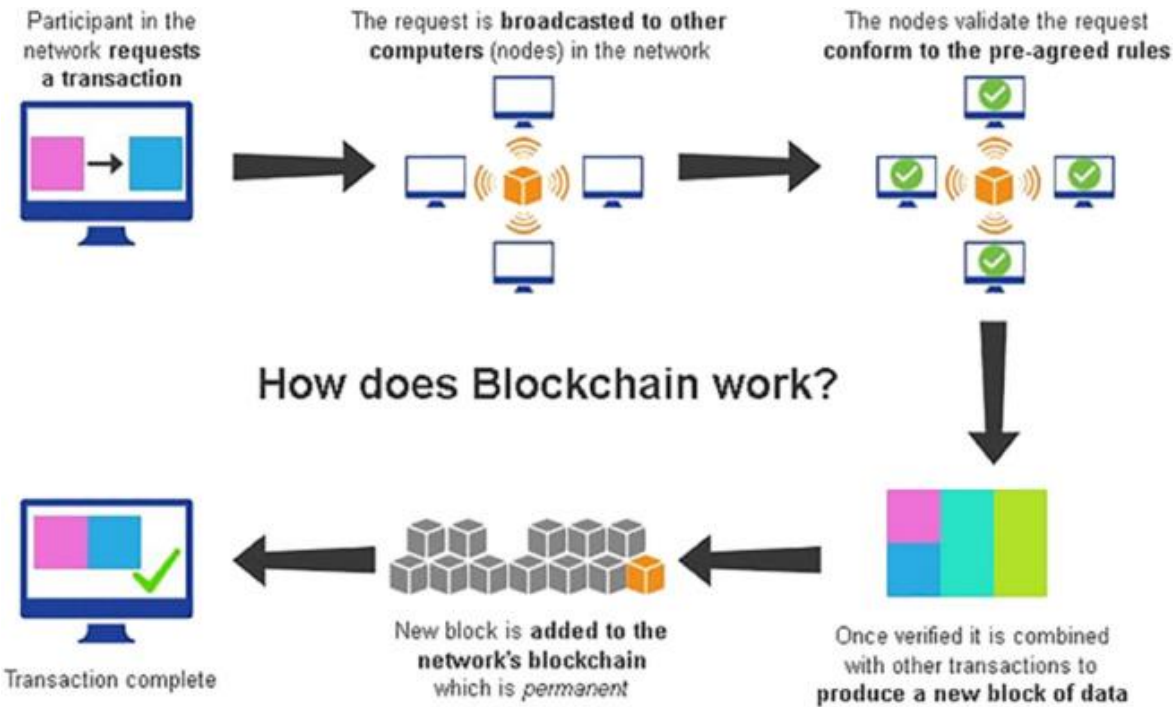 Participant in the
network requests
a transaction
The request is broadcasted to other
computers (nodes) in the network
The nodes validate the request
conform to the pre-agreed rules
How does Blockchain work?
Transaction complete
New block is added to the
network's blockchain
which is permanent
Once verified it is combined
with other transactions to
produce a new block of data